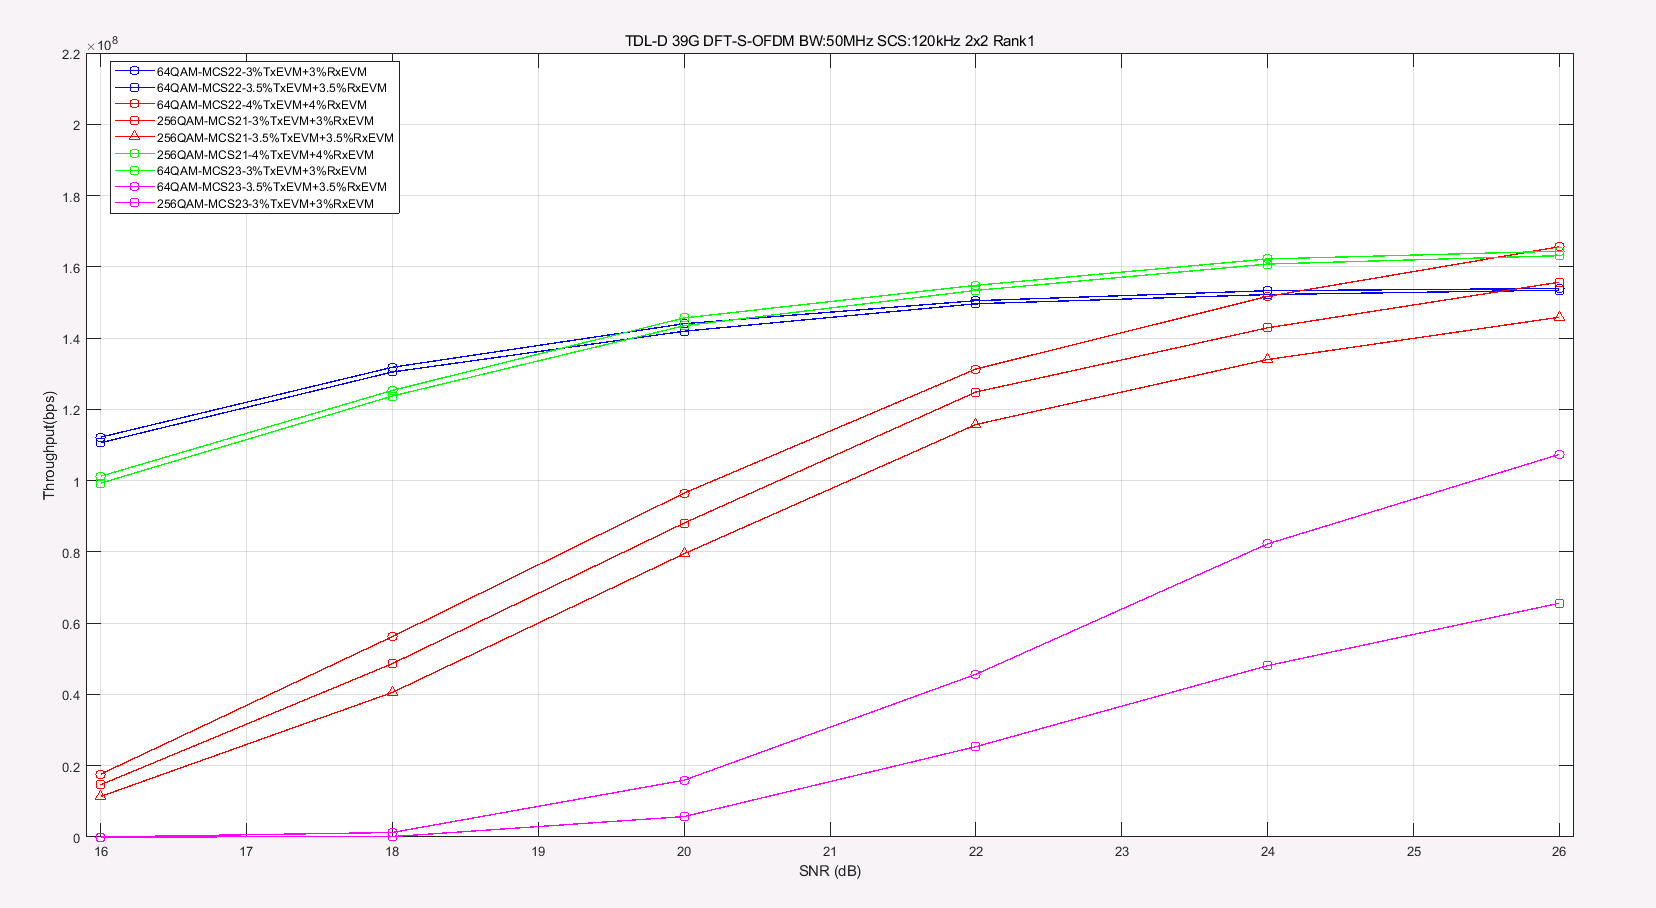 TDL-D 39G DFT-S-OFDM BW:50MHz SCS:120kHz 2x2 Rank1
×10^8
64QAM-MCS22-3%TxEVM+3%RxEVM
64QAM-MCS22-3.5%TxEVM+3.5%RxEVM
64QAM-MCS22-4%TxEVM+4%RxEVM
256QAM-MCS21-3%TxEVM+3%RxEVM
256QAM-MCS21-3.5%TxEVM+3.5%RxEVM
256QAM-MCS21-4%TxEVM+4%RxEVM
64QAM-MCS23-3%TxEVM+3%RxEVM
64QAM-MCS23-3.5%TxEVM+3.5%RxEVM
256QAM-MCS23-3%TxEVM+3%RxEVM
2.2
2
1.8
1.6
1.4
1.2
1
0.8
0.6
0.4
0.2
0
Throughput(bps)
16 17 18 19 20 21 22 23 24 25 26
SNR (dB)